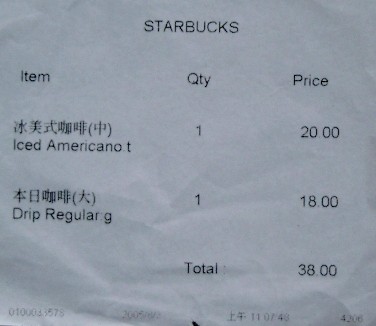 STARBUCKS
Item Qty Price
冰美式咖啡(中) 1 20.00
Iced Americano.t
本日咖啡(大) 1 18.00
Drip Regular.g
Total : 38.00
上午 11:07:48 4206